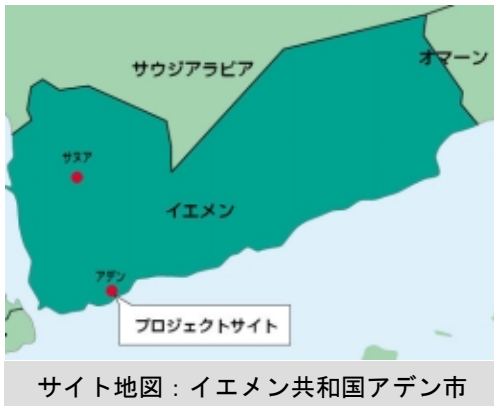 サウジアラビア
オマーン
サヌア
イエメン
アデン
プロジェクトサイト
サイト地図：イエメン共和国アデン市